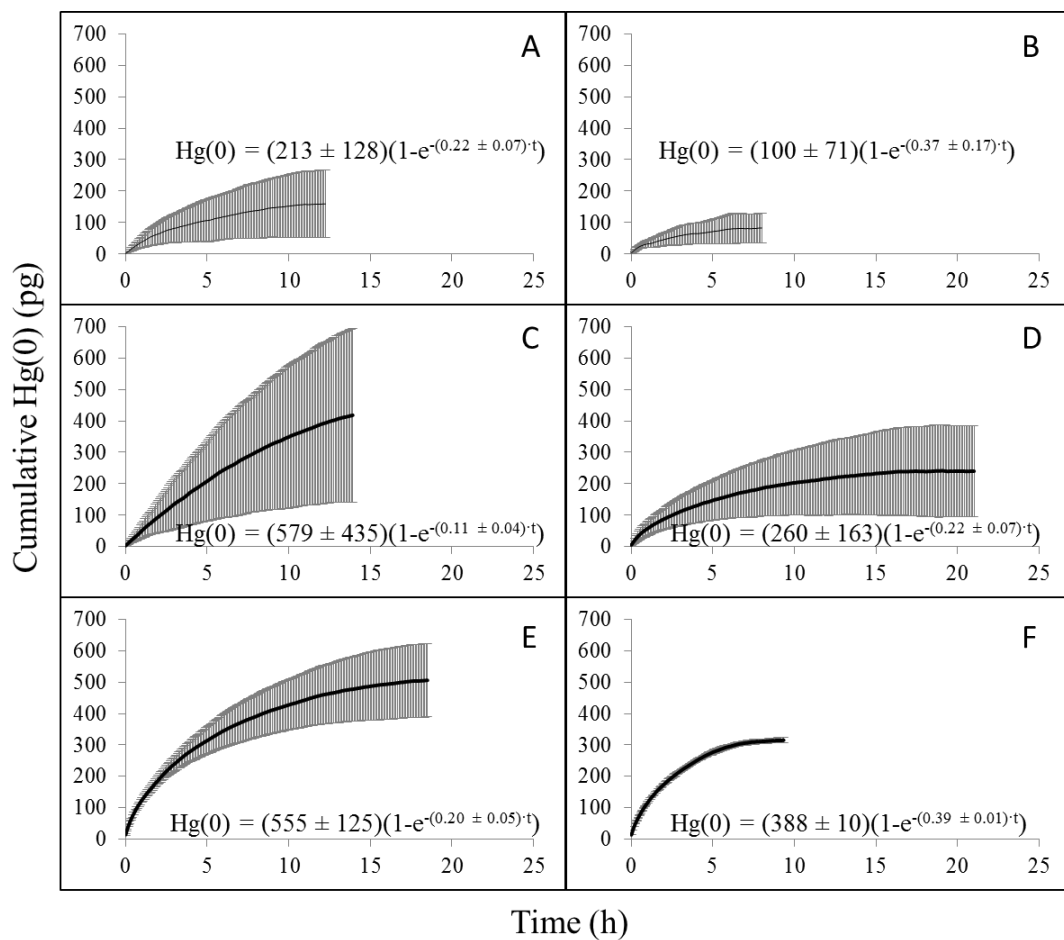 Cumulative Hg(0) (pg)
A
700
600
500
400
300
200
100
0
Hg(0) = (213 ± 128)(1-e^-(0.22 ± 0.07)·t)
0 5 10 15 20 25
B
700
600
500
400
300
200
100
0
Hg(0) = (100 ± 71)(1-e^-(0.37 ± 0.17)·t)
0 5 10 15 20 25
C
700
600
500
400
300
200
100
0
Hg(0) = (579 ± 435)(1-e^-(0.11 ± 0.04)·t)
0 5 10 15 20 25
D
700
600
500
400
300
200
100
0
Hg(0) = (260 ± 163)(1-e^-(0.22 ± 0.07)·t)
0 5 10 15 20 25
E
700
600
500
400
300
200
100
0
Hg(0) = (555 ± 125)(1-e^-(0.20 ± 0.05)·t)
0 5 10 15 20 25
F
700
600
500
400
300
200
100
0
Hg(0) = (388 ± 10)(1-e^-(0.39 ± 0.01)·t)
0 5 10 15 20 25
Time (h)